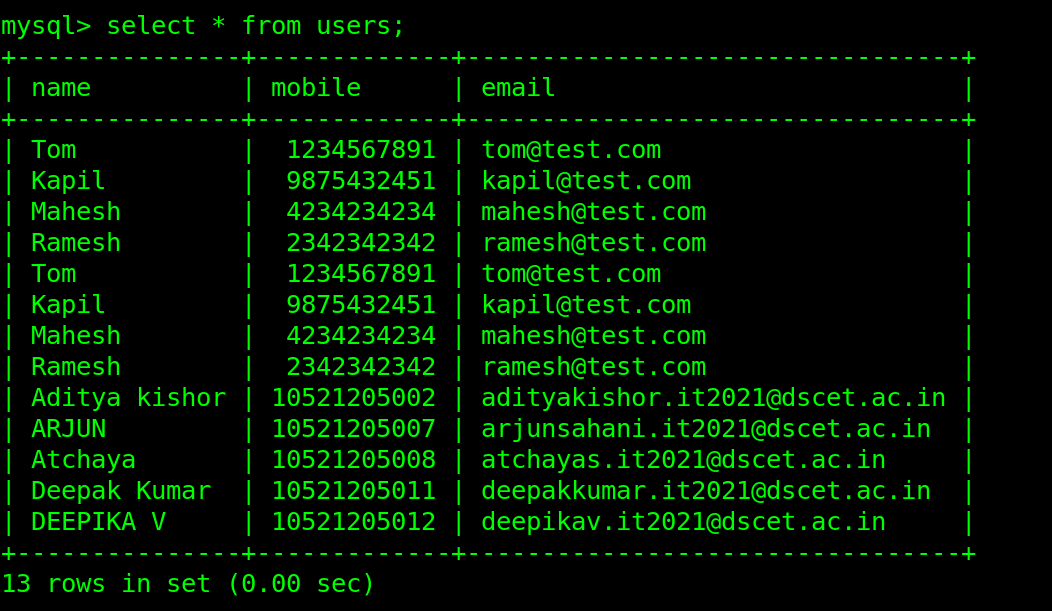 mysql> select * from users;
+---------------+-------------+---------------------------------+
| name          | mobile      | email                           |
+---------------+-------------+---------------------------------+
| Tom           |  1234567891 | tom@test.com                    |
| Kapil         |  9875432451 | kapil@test.com                  |
| Mahesh        |  4234234234 | mahesh@test.com                 |
| Ramesh        |  2342342342 | ramesh@test.com                 |
| Tom           |  1234567891 | tom@test.com                    |
| Kapil         |  9875432451 | kapil@test.com                  |
| Mahesh        |  4234234234 | mahesh@test.com                 |
| Ramesh        |  2342342342 | ramesh@test.com                 |
| Aditya kishor | 10521205002 | adityakishor.it2021@dscet.ac.in |
| ARJUN         | 10521205007 | arjunsahani.it2021@dscet.ac.in  |
| Atchaya       | 10521205008 | atchayas.it2021@dscet.ac.in     |
| Deepak Kumar  | 10521205011 | deepakkumar.it2021@dscet.ac.in  |
| DEEPIKA V     | 10521205012 | deepikav.it2021@dscet.ac.in     |
+---------------+-------------+---------------------------------+
13 rows in set (0.00 sec)